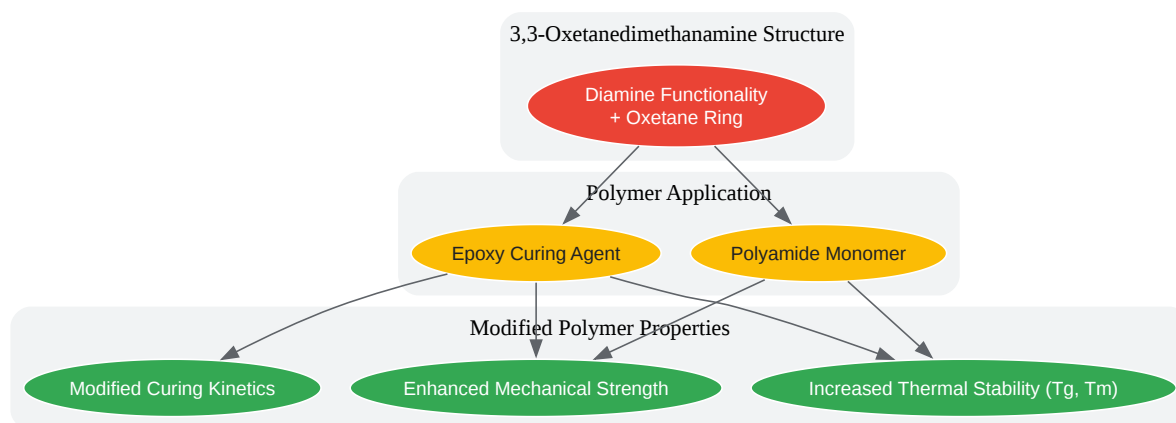 3,3-Oxetanedimethanamine Structure
Diamine Functionality
+ Oxetane Ring
Polymer Application
Epoxy Curing Agent
Polyamide Monomer
Modified Polymer Properties
Modified Curing Kinetics
Enhanced Mechanical Strength
Increased Thermal Stability (Tg, Tm)